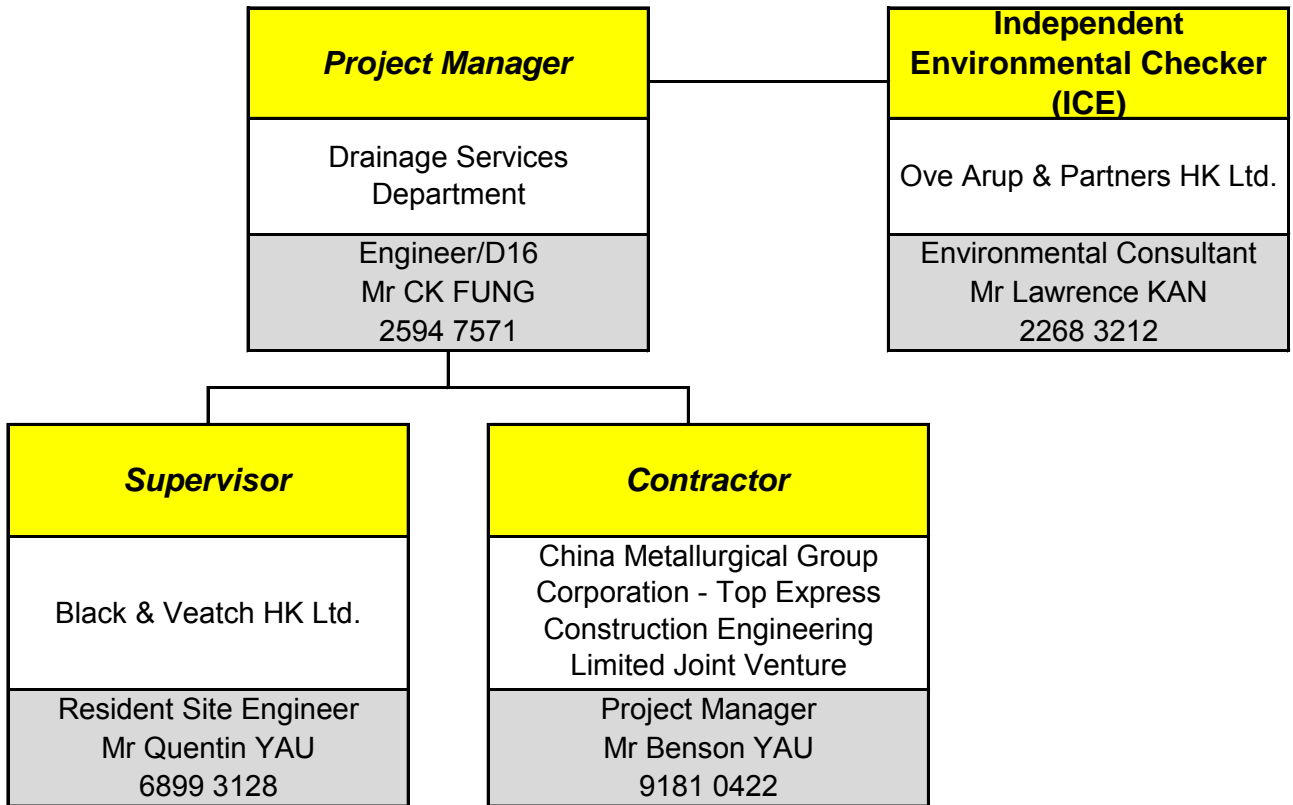 Project Manager
Drainage Services
Department
Engineer/D16
Mr CK FUNG
2594 7571
Independent
Environmental Checker
(ICE)
Ove Arup & Partners HK Ltd.
Environmental Consultant
Mr Lawrence KAN
2268 3212
Supervisor
Black & Veatch HK Ltd.
Resident Site Engineer
Mr Quentin YAU
6899 3128
Contractor
China Metallurgical Group
Corporation - Top Express
Construction Engineering
Limited Joint Venture
Project Manager
Mr Benson YAU
9181 0422